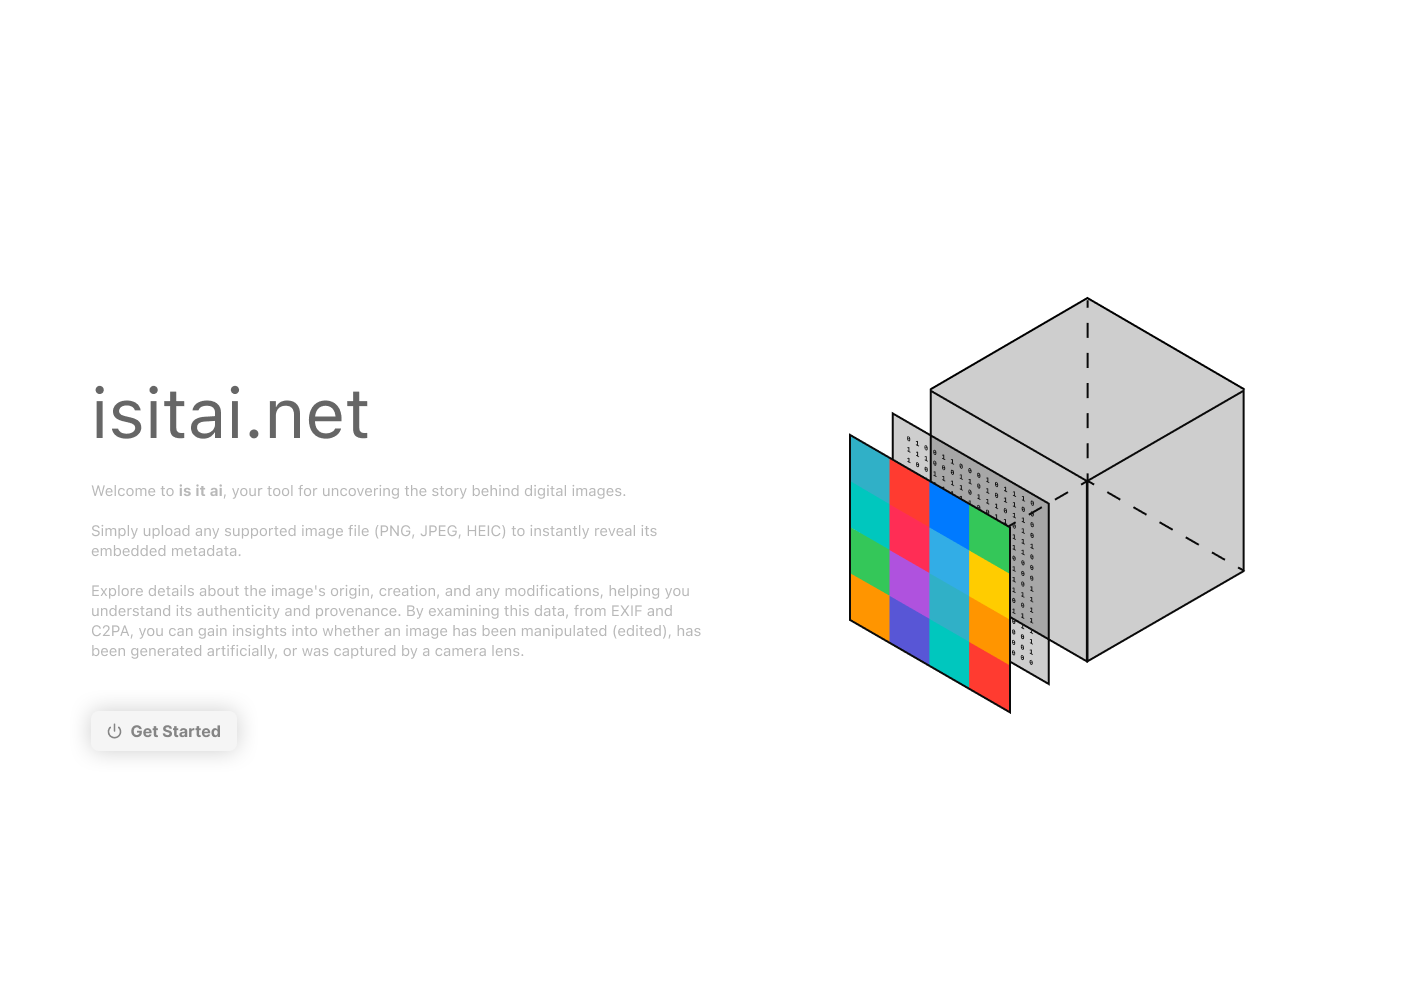 isitai.net
Welcome to is it ai, your tool for uncovering the story behind digital images.
Simply upload any supported image file (PNG, JPEG, HEIC) to instantly reveal its
embedded metadata.
Explore details about the image's origin, creation, and any modifications, helping you
understand its authenticity and provenance. By examining this data, from EXIF and
C2PA, you can gain insights into whether an image has been manipulated (edited), has
been generated artificially, or was captured by a camera lens.
Get Started